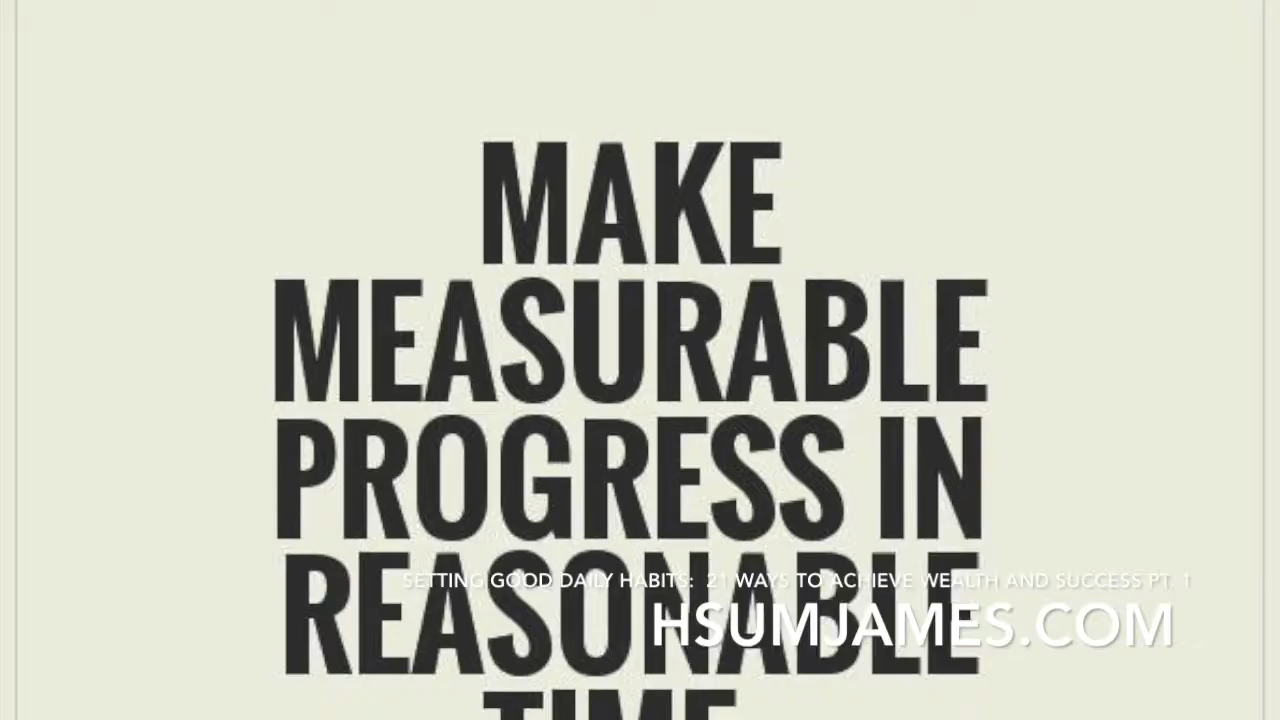 MAKE
MEASURABLE
PROGRESS IN
REASONABLE
SETTING GOOD DAILY HABITS: 21 WAYS TO ACHIEVE WEALTH AND SUCCESS PT. 1
HSUMJAMES.COM
TIME